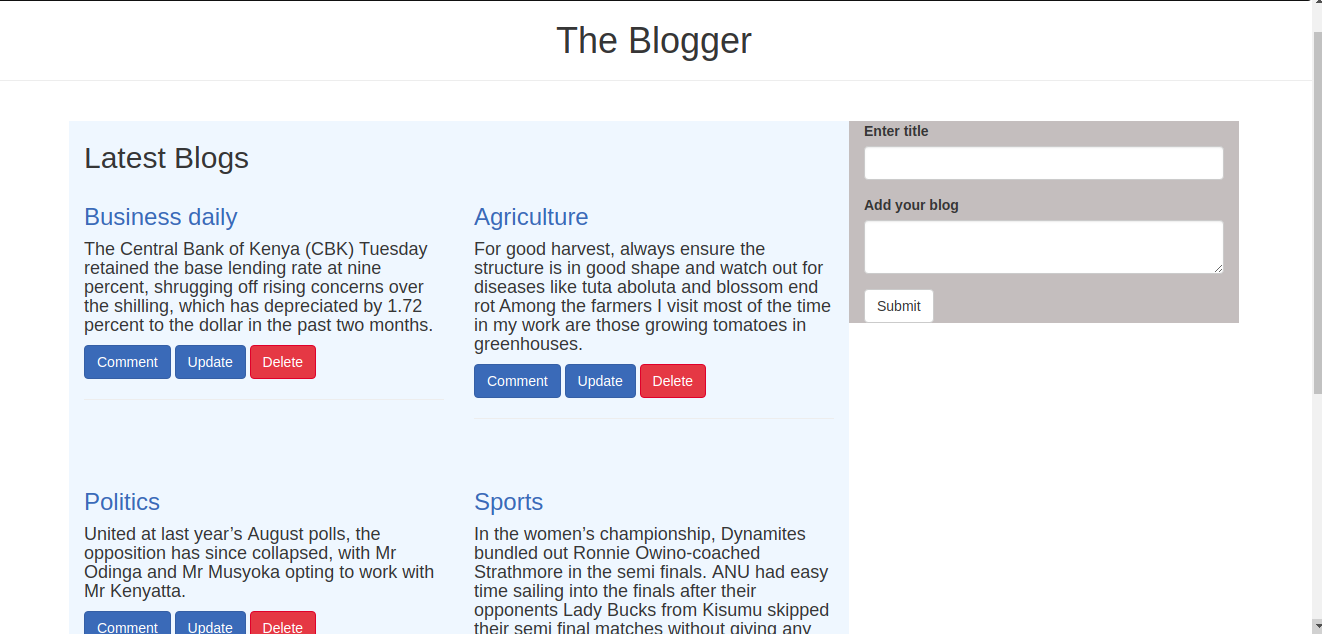 The Blogger
Latest Blogs
Business daily
The Central Bank of Kenya (CBK) Tuesday
retained the base lending rate at nine
percent, shrugging off rising concerns over
the shilling, which has depreciated by 1.72
percent to the dollar in the past two months.
Comment Update Delete
Agriculture
For good harvest, always ensure the
structure is in good shape and watch out for
diseases like tuta aboluta and blossom end
rot Among the farmers I visit most of the time
in my work are those growing tomatoes in
greenhouses.
Comment Update Delete
Politics
United at last year’s August polls, the
opposition has since collapsed, with Mr
Odinga and Mr Musyoka opting to work with
Mr Kenyatta.
Comment Update Delete
Sports
In the women’s championship, Dynamites
bundled out Ronnie Owino-coached
Strathmore in the semi finals. ANU had easy
time sailing into the finals after their
opponents Lady Bucks from Kisumu skipped
their semi final matches without giving any
Enter title
Add your blog
Submit